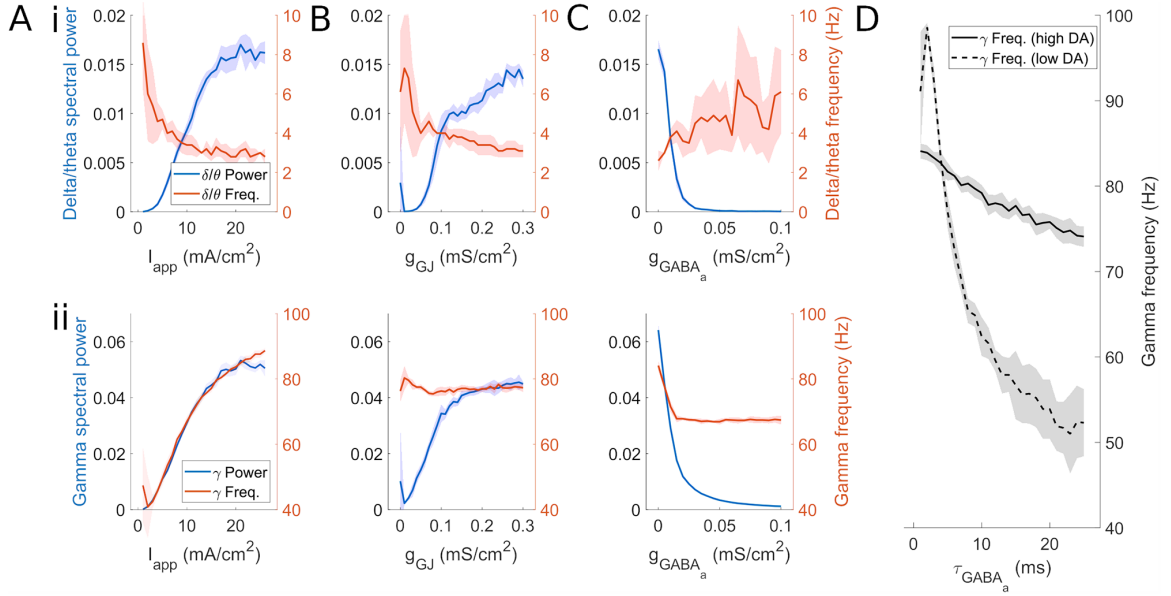 A i B C D
0.02 10 0.02 10 0.02 10 100
Delta/theta spectral power
0.015 8 0.015 8 0.015 8
6 6 6
0.01 0.01 0.01
4 4 4
0.005 0.005 0.005
2 2 2
0 0 0 0 0 0
δ/θ Power
δ/θ Freq.
Delta/theta frequency (Hz)
0 10 20 0 0.1 0.2 0.3 0 0.05 0.1
I_app (mA/cm²) g_GJ (mS/cm²) g_GABA_a (mS/cm²)
ii
100 100 100
Gamma spectral power
0.06 0.06 0.06
80 80 80
0.04 0.04 0.04
60 60 60
0.02 0.02 0.02
0 40 0 40 0 40
γ Power
γ Freq.
Gamma frequency (Hz)
0 10 20 0 0.1 0.2 0.3 0 0.05 0.1
I_app (mA/cm²) g_GJ (mS/cm²) g_GABA_a (mS/cm²)
γ Freq. (high DA)
γ Freq. (low DA)
90
80
70
60
50
40
Gamma frequency (Hz)
0 10 20
τ_GABA_a (ms)